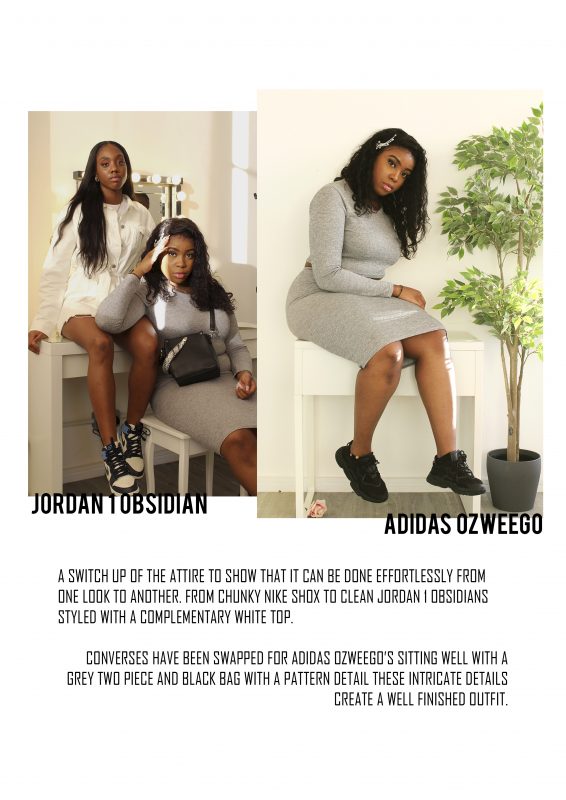 JORDAN 1 OBSIDIAN
ADIDAS OZWEEGO
A SWITCH UP OF THE ATTIRE TO SHOW THAT IT CAN BE DONE EFFORTLESSLY FROM
ONE LOOK TO ANOTHER. FROM CHUNKY NIKE SHOX TO CLEAN JORDAN 1 OBSIDIANS
STYLED WITH A COMPLEMENTARY WHITE TOP.
CONVERSES HAVE BEEN SWAPPED FOR ADIDAS OZWEEGO'S SITTING WELL WITH A
GREY TWO PIECE AND BLACK BAG WITH A PATTERN DETAIL THESE INTRICATE DETAILS
CREATE A WELL FINISHED OUTFIT.